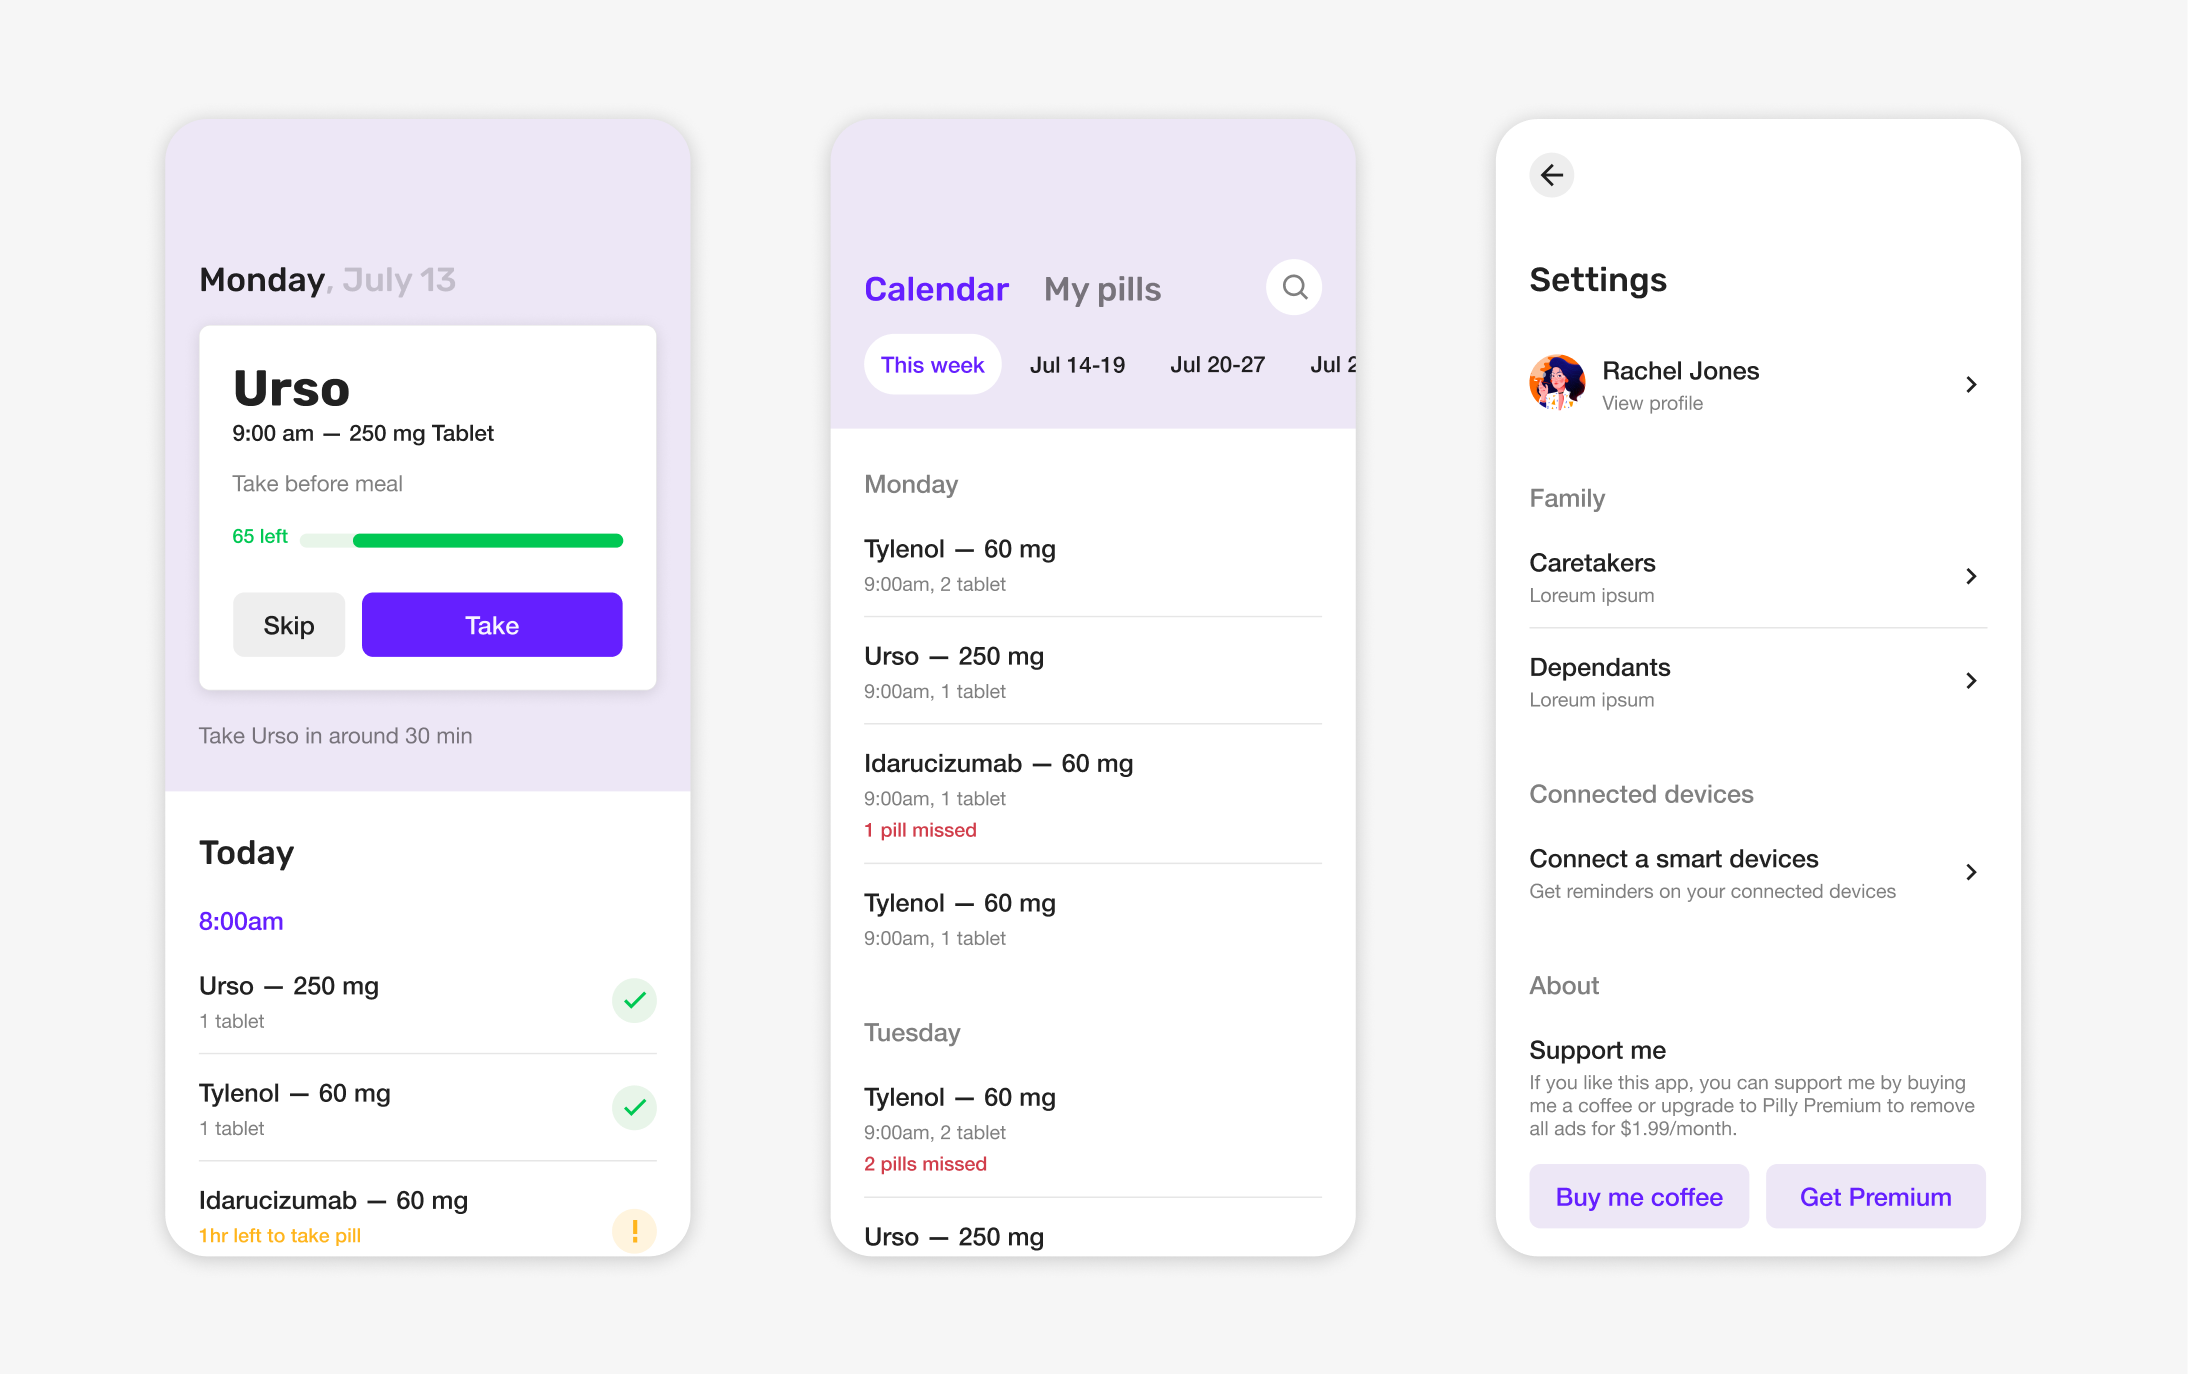 Monday, July 13
Urso
9:00 am — 250 mg Tablet
Take before meal
65 left
Skip
Take
Take Urso in around 30 min
Today
8:00am
Urso — 250 mg
1 tablet
Tylenol — 60 mg
1 tablet
Idarucizumab — 60 mg
1hr left to take pill
Calendar
My pills
This week
Jul 14-19
Jul 20-27
Jul 2
Monday
Tylenol — 60 mg
9:00am, 2 tablet
Urso — 250 mg
9:00am, 1 tablet
Idarucizumab — 60 mg
9:00am, 1 tablet
1 pill missed
Tylenol — 60 mg
9:00am, 1 tablet
Tuesday
Tylenol — 60 mg
9:00am, 2 tablet
2 pills missed
Urso — 250 mg
Settings
Rachel Jones
View profile
Family
Caretakers
Loreum ipsum
Dependants
Loreum ipsum
Connected devices
Connect a smart devices
Get reminders on your connected devices
About
Support me
If you like this app, you can support me by buying
me a coffee or upgrade to Pilly Premium to remove
all ads for $1.99/month.
Buy me coffee
Get Premium